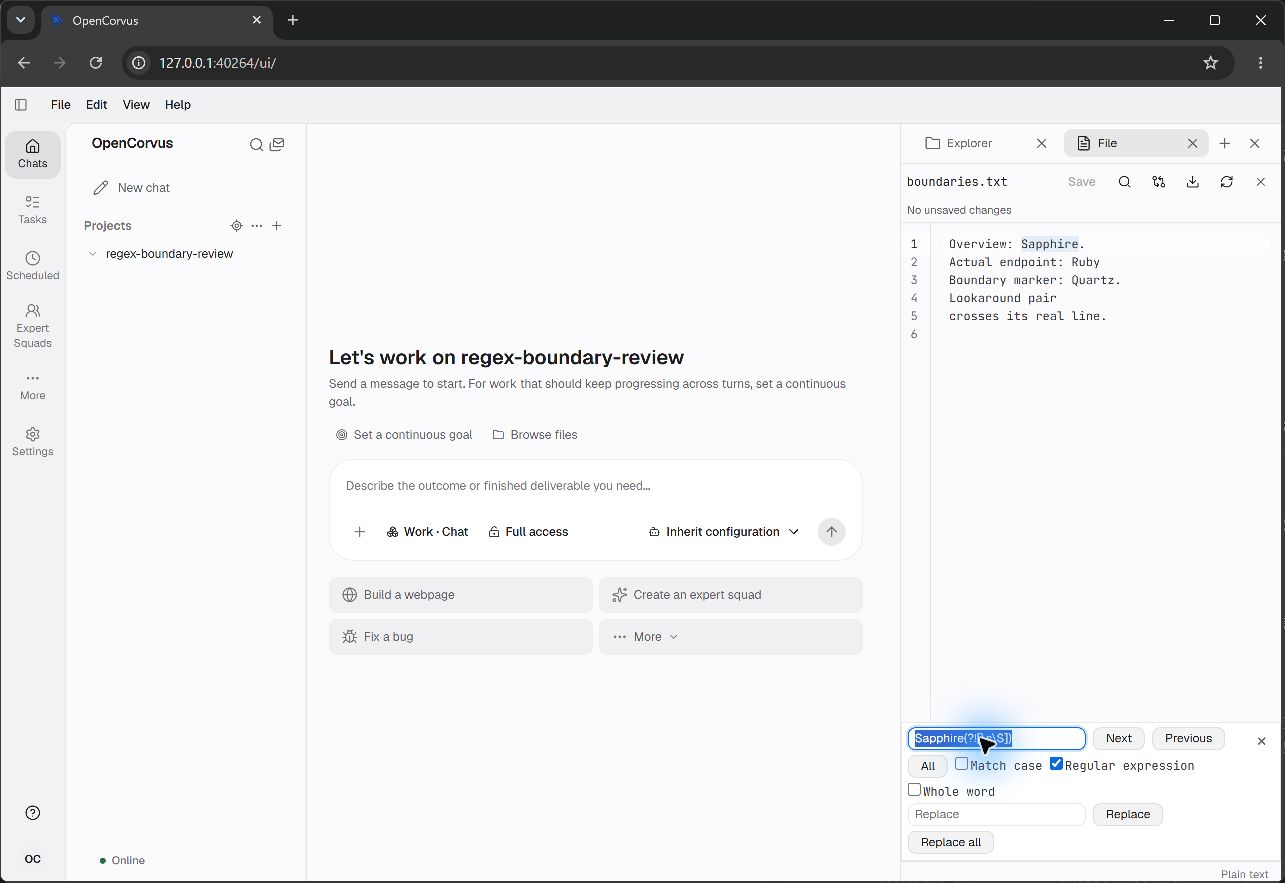 OpenCorvus
127.0.0.1:40264/ui/
File Edit View Help
Chats
Tasks
Scheduled
Expert
Squads
More
Settings
OC
OpenCorvus
New chat
Projects
regex-boundary-review
Online
Let's work on regex-boundary-review
Send a message to start. For work that should keep progressing across turns, set a continuous
goal.
Set a continuous goal Browse files
Describe the outcome or finished deliverable you need...
Work · Chat Full access Inherit configuration
Build a webpage Create an expert squad
Fix a bug More
Explorer File
boundaries.txt Save
No unsaved changes
1 Overview: Sapphire.
2 Actual endpoint: Ruby
3 Boundary marker: Quartz.
4 Lookaround pair
5 crosses its real line.
6
Next Previous
All Match case Regular expression
Whole word
Replace Replace
Replace all
Plain text